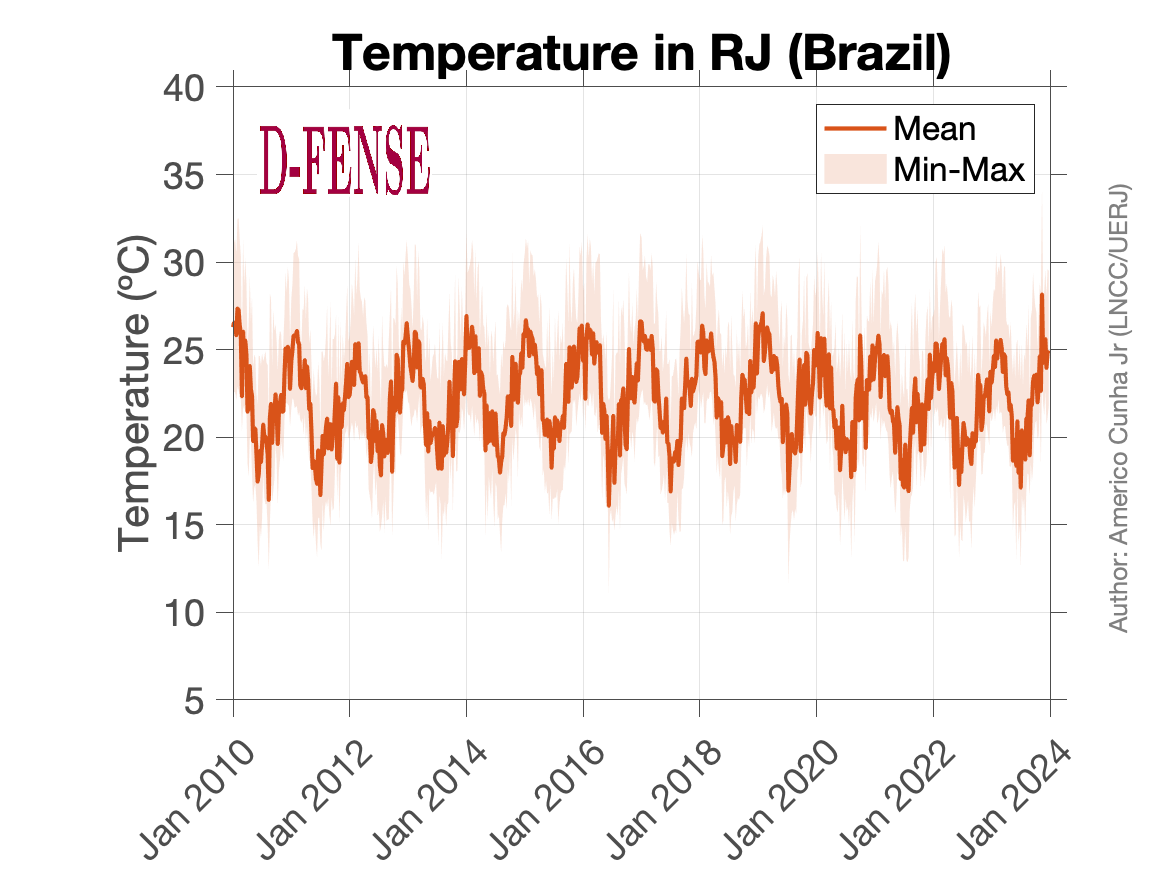 Temperature in RJ (Brazil)
D-FENSE
Mean
Min-Max
Temperature (ºC)
40
35
30
25
20
15
10
5
Jan 2010
Jan 2012
Jan 2014
Jan 2016
Jan 2018
Jan 2020
Jan 2022
Jan 2024
Author: Americo Cunha Jr (LNCC/UERJ)